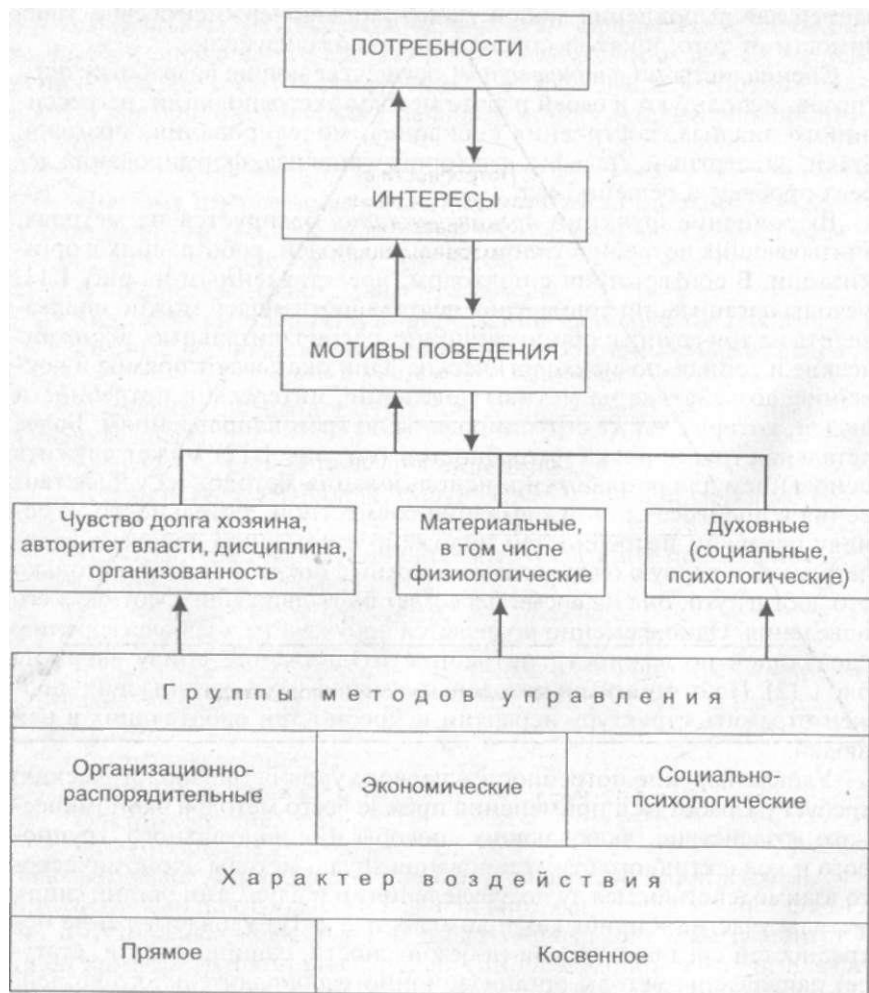 ПОТРЕБНОСТИ
ИНТЕРЕСЫ
МОТИВЫ ПОВЕДЕНИЯ
Чувство долга хозяина,
авторитет власти, дисциплина,
организованность
Материальные,
в том числе
физиологические
Духовные
(социальные,
психологические)
Группы методов управления
Организационно-
распорядительные
Экономические
Социально-
психологические
Характер воздействия
Прямое
Косвенное